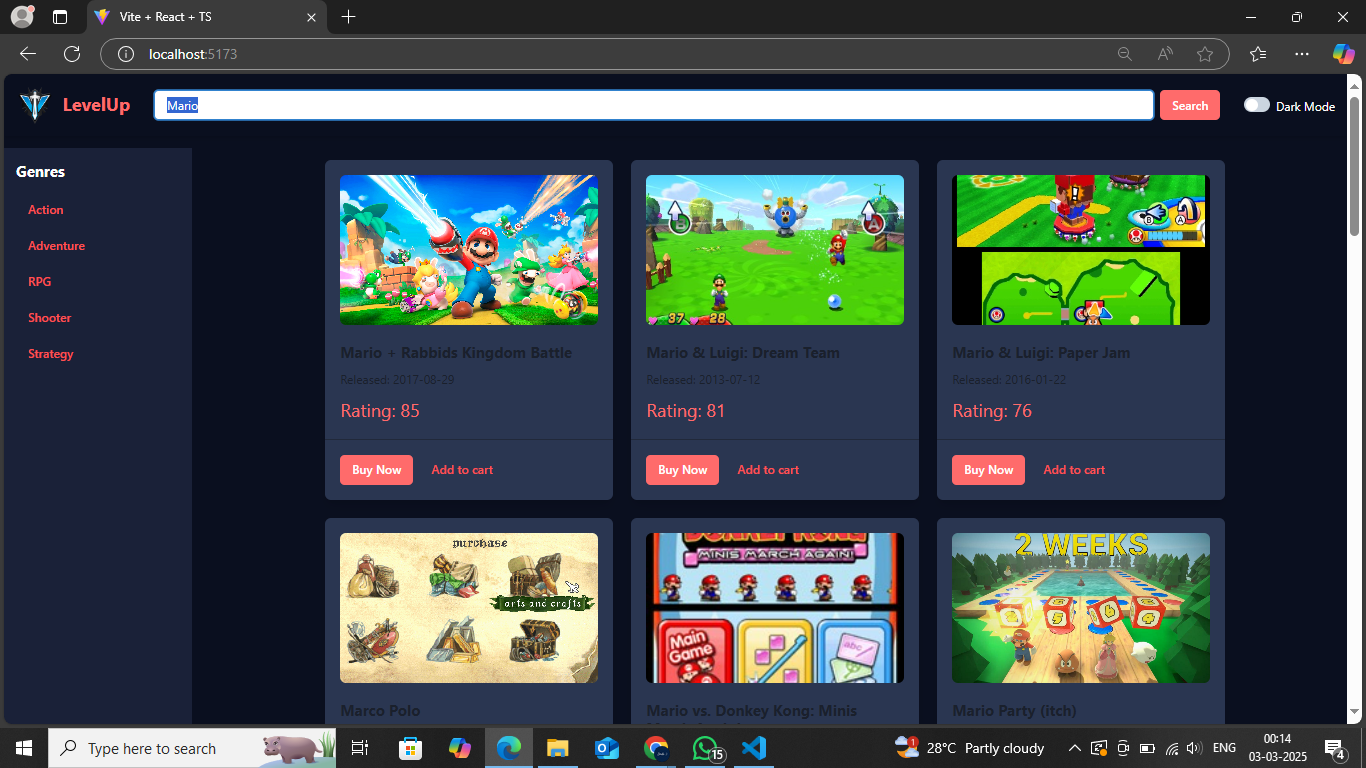 Vite + React + TS
localhost:5173
LevelUp
Mario
Search
Dark Mode
Genres
Action
Adventure
RPG
Shooter
Strategy
Mario + Rabbids Kingdom Battle
Released: 2017-08-29
Rating: 85
Buy Now
Add to cart
B
A
37
28
Mario & Luigi: Dream Team
Released: 2013-07-12
Rating: 81
Buy Now
Add to cart
B
A
Mario & Luigi: Paper Jam
Released: 2016-01-22
Rating: 76
Buy Now
Add to cart
purchase
arts and crafts
Marco Polo
DONKEY KONG
MINIS MARCH AGAIN!
Main
Game
abc
Mario vs. Donkey Kong: Minis
2 WEEKS
Mario Party (itch)
Type here to search
15
1
28°C Partly cloudy
ENG
00:14
03-03-2025
4